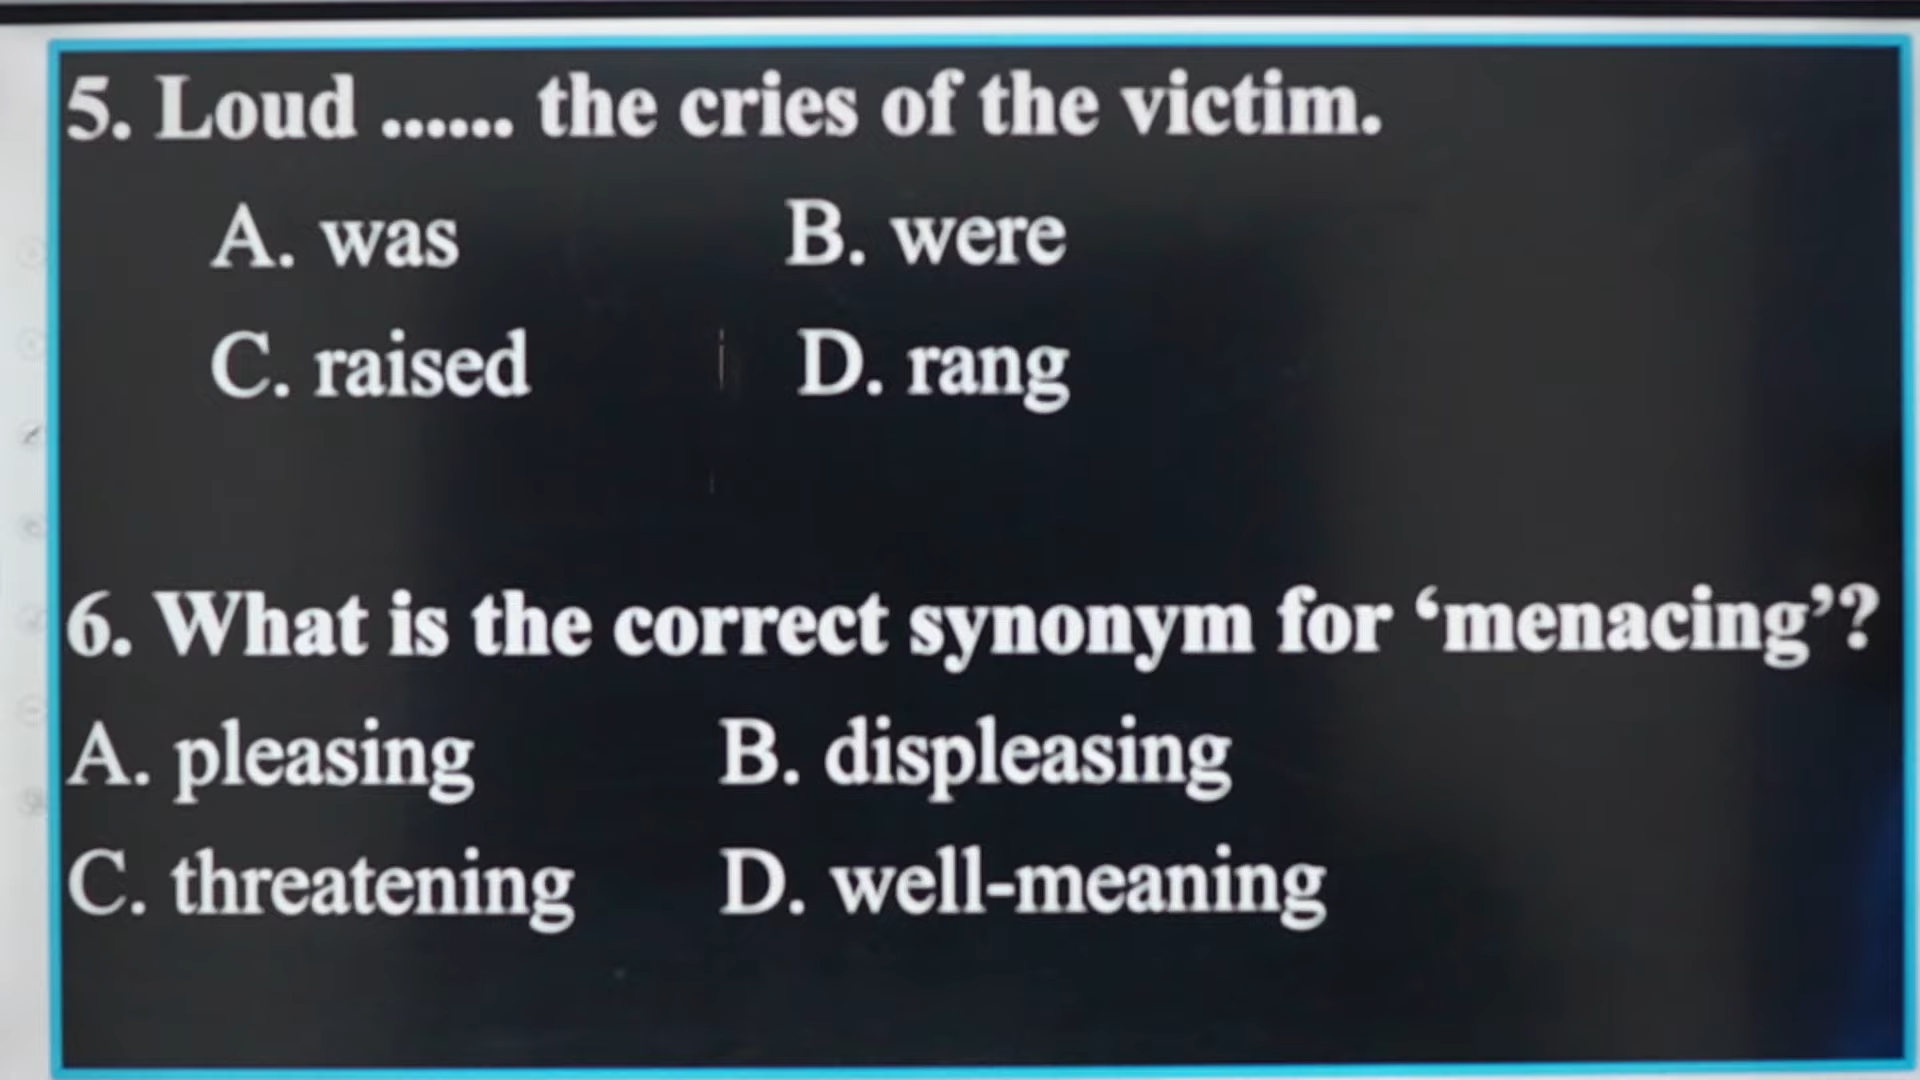 5. Loud ...... the cries of the victim.
A. was B. were
C. raised D. rang
6. What is the correct synonym for ‘menacing’?
A. pleasing B. displeasing
C. threatening D. well-meaning